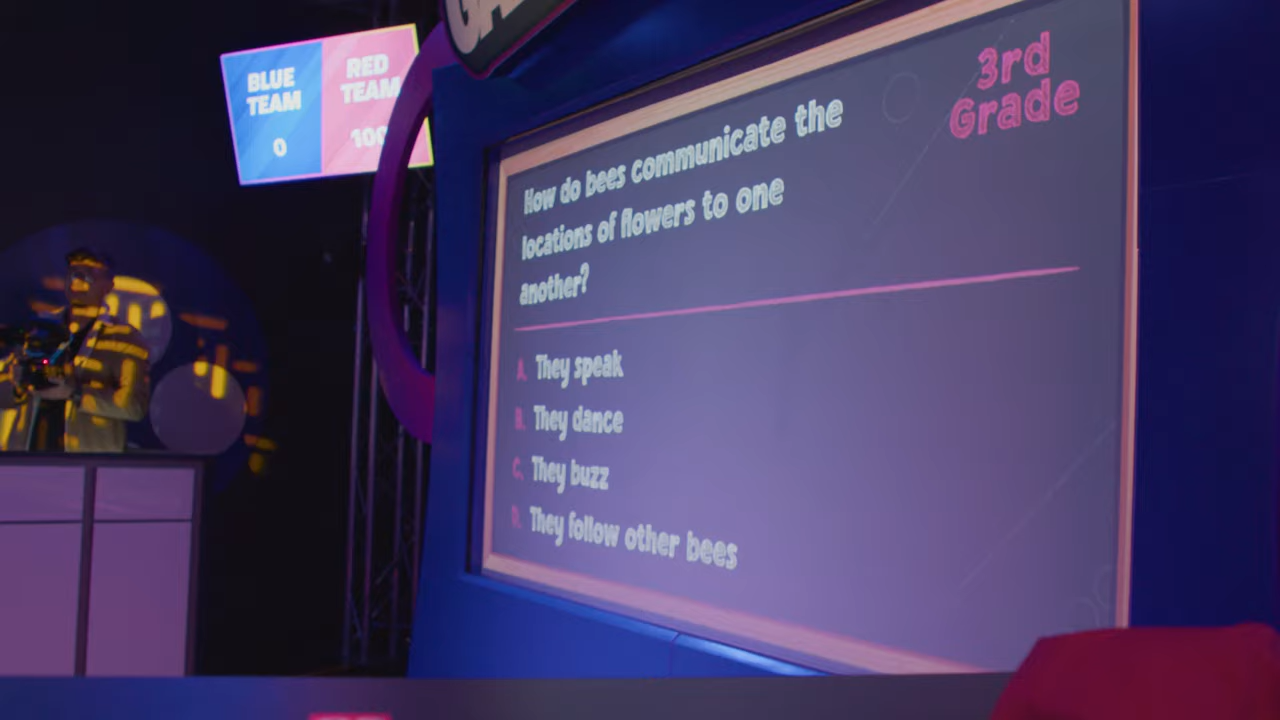 BLUE
TEAM
0
RED
TEAM
100
3rd
Grade
How do bees communicate the
locations of flowers to one
another?
A. They speak
B. They dance
C. They buzz
D. They follow other bees